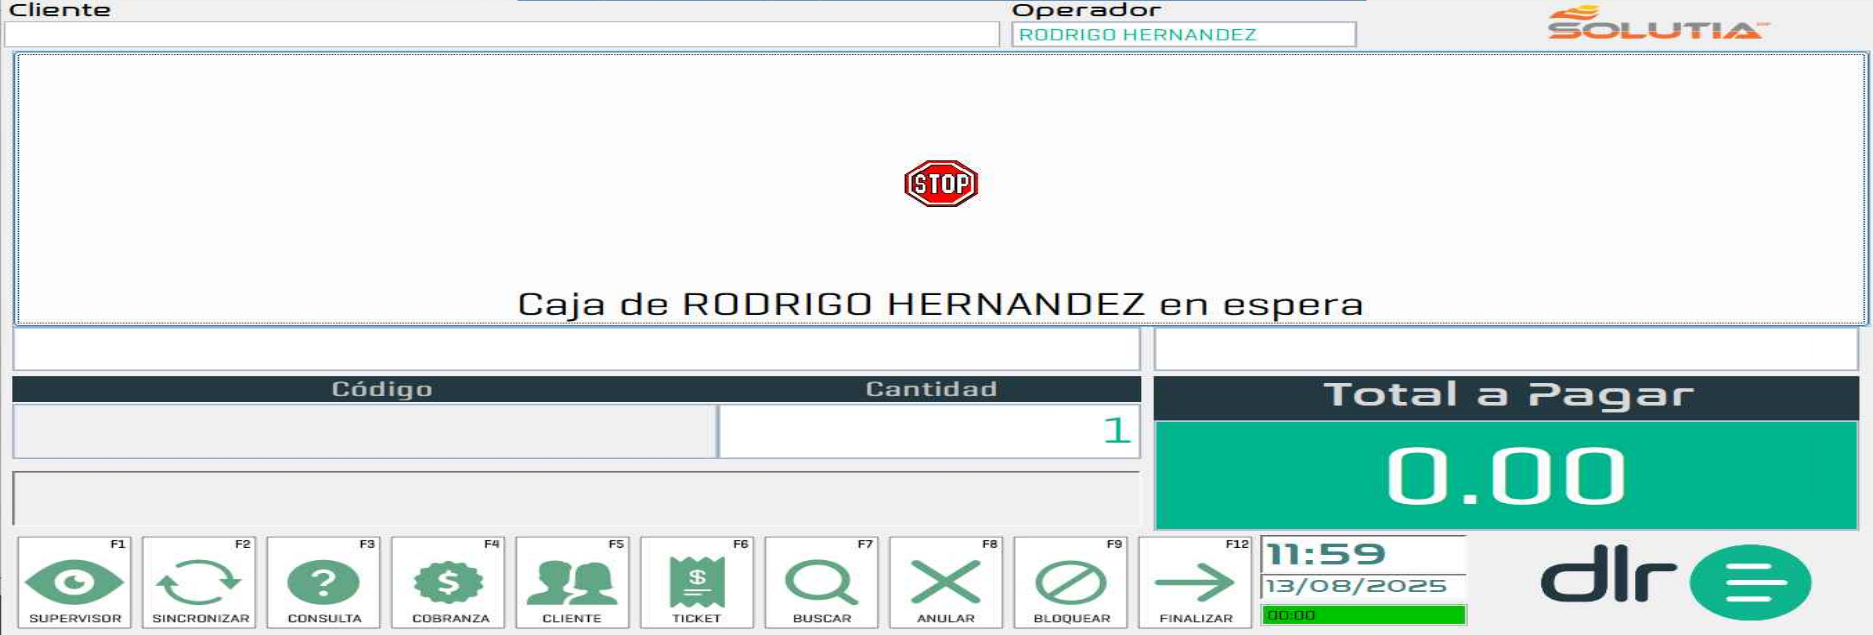 Cliente
Operador
RODRIGO HERNANDEZ
SOLUTIA
STOP
Caja de RODRIGO HERNANDEZ en espera
Código
Cantidad
Total a Pagar
1
0.00
F1
SUPERVISOR
F2
SINCRONIZAR
F3
CONSULTA
F4
COBRANZA
F5
CLIENTE
F6
TICKET
F7
BUSCAR
F8
ANULAR
F9
BLOQUEAR
F12
FINALIZAR
11:59
13/08/2025
00:00
dlr